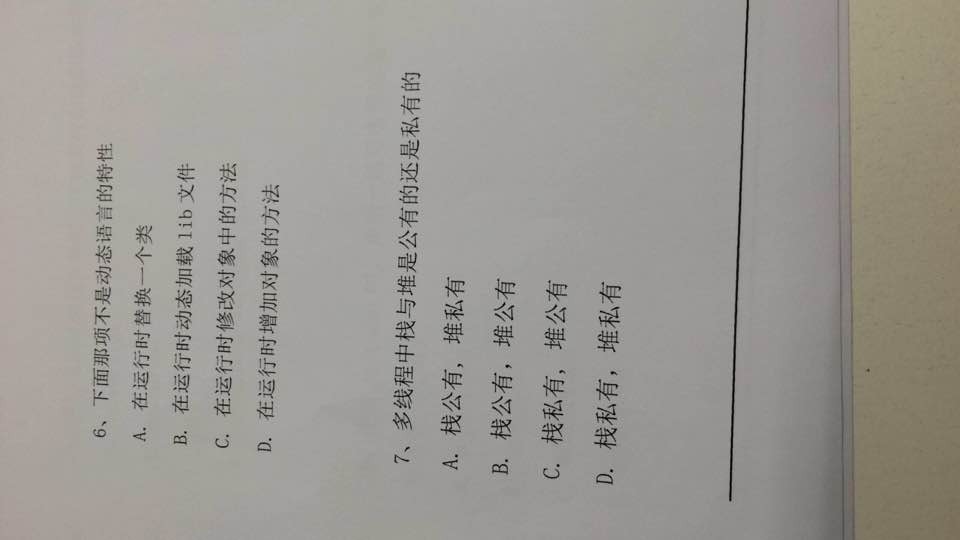 6、下面那项不是动态语言的特性
A. 在运行时替换一个类
B. 在运行时动态加载 lib 文件
C. 在运行时修改对象中的方法
D. 在运行时增加对象的方法
7、多线程中栈与堆是公有的还是私有的
A. 栈公有，堆私有
B. 栈公有，堆公有
C. 栈私有，堆公有
D. 栈私有，堆私有